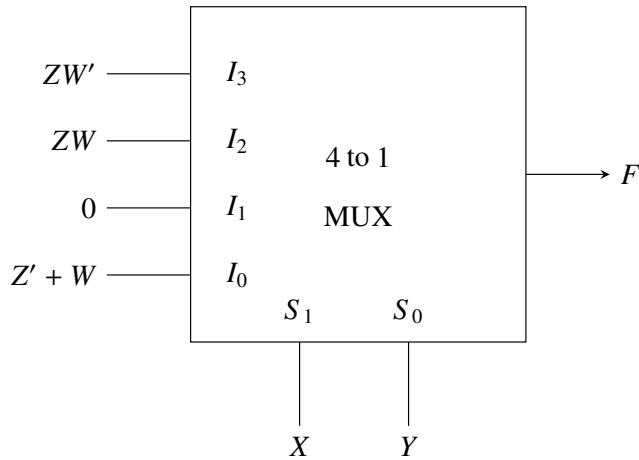 ZW' I₃
ZW I₂
4 to 1
F
0 I₁
MUX
Z' + W I₀
S₁ S₀
X Y